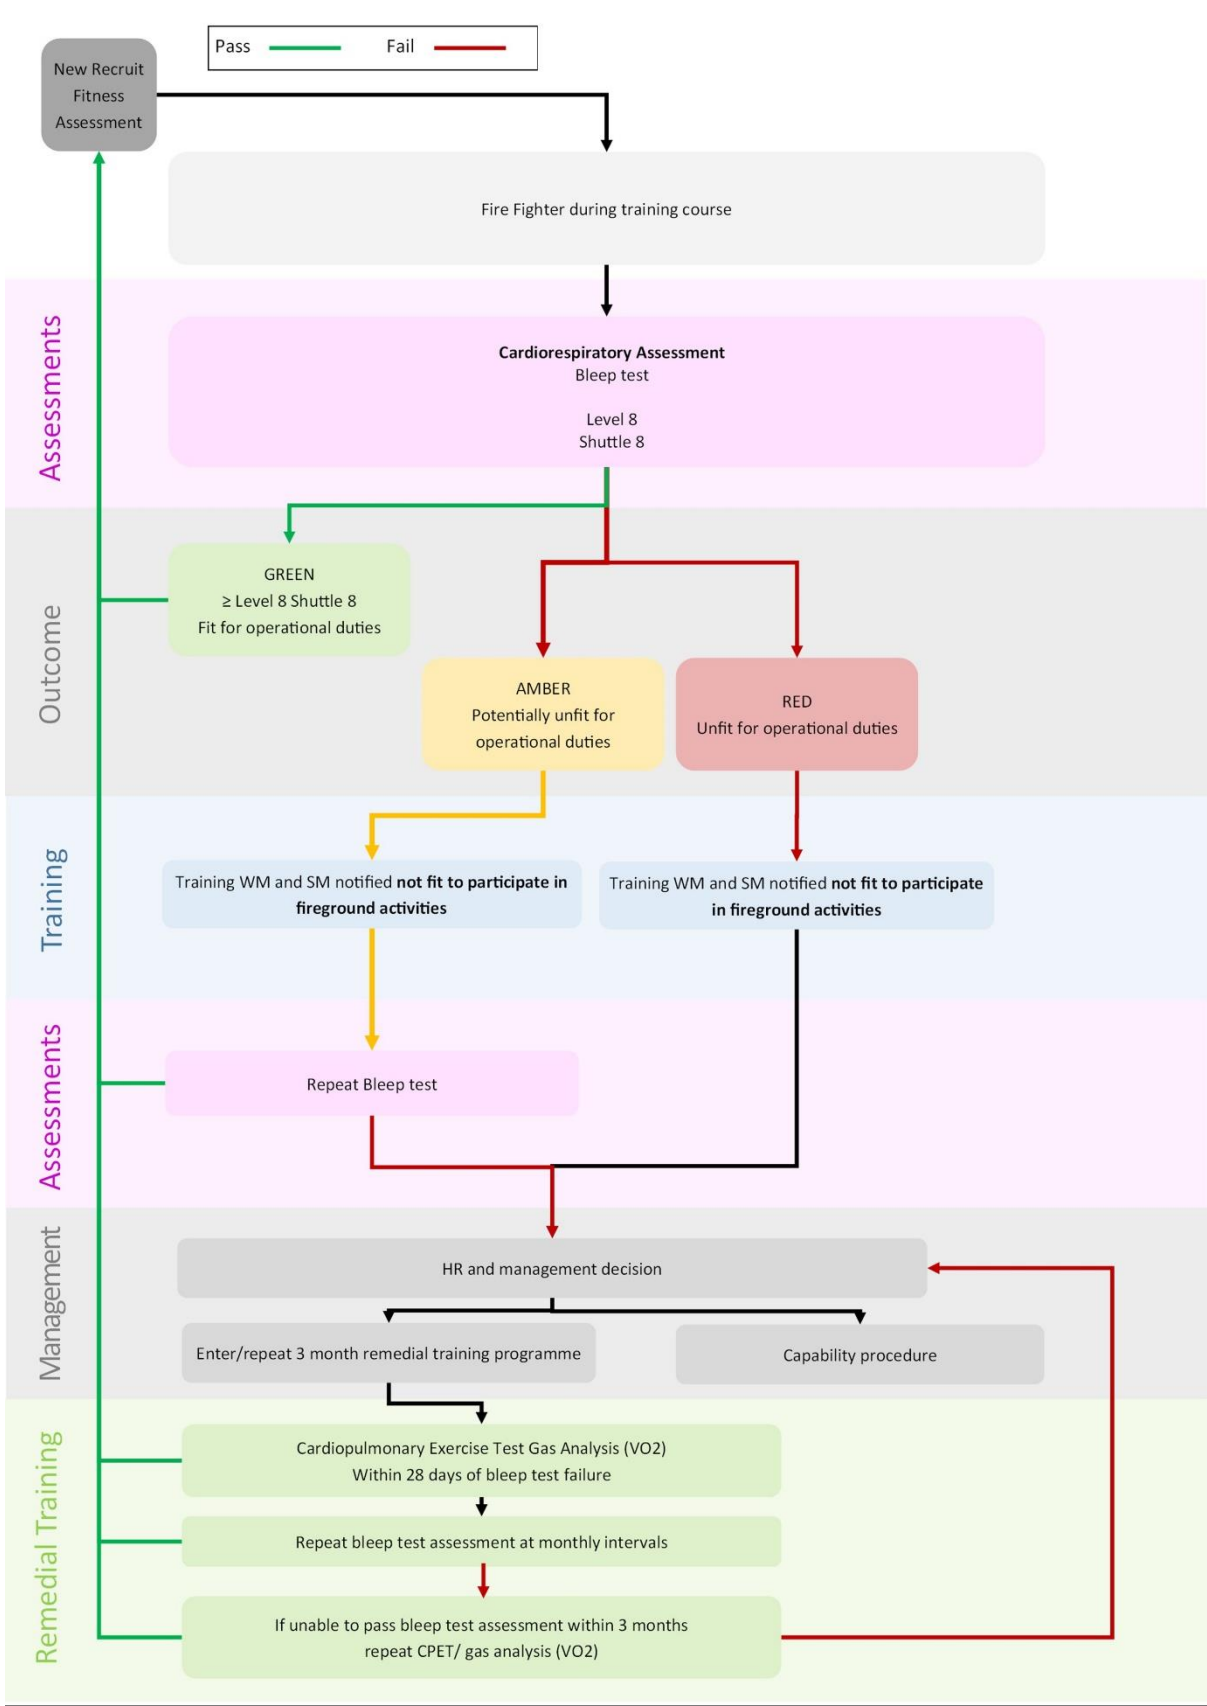 Pass
Fail
New Recruit
Fitness
Assessment
Fire Fighter during training course
Assessments
Cardiorespiratory Assessment
Bleep test
Level 8
Shuttle 8
Outcome
GREEN
≥ Level 8 Shuttle 8
Fit for operational duties
AMBER
Potentially unfit for
operational duties
RED
Unfit for operational duties
Training
Training WM and SM notified not fit to participate in
fireground activities
Training WM and SM notified not fit to participate
in fireground activities
Assessments
Repeat Bleep test
Management
HR and management decision
Enter/repeat 3 month remedial training programme
Capability procedure
Remedial Training
Cardiopulmonary Exercise Test Gas Analysis (VO2)
Within 28 days of bleep test failure
Repeat bleep test assessment at monthly intervals
If unable to pass bleep test assessment within 3 months
repeat CPET/ gas analysis (VO2)